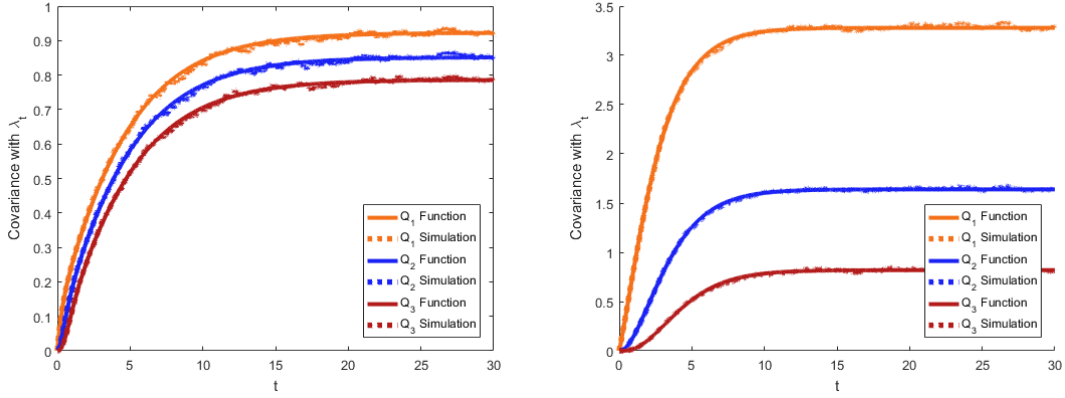 1
0.9
0.8
0.7
0.6
0.5
0.4
0.3
0.2
0.1
0
0 5 10 15 20 25 30
t
Covariance with λt
Q1 Function
Q1 Simulation
Q2 Function
Q2 Simulation
Q3 Function
Q3 Simulation
3.5
3
2.5
2
1.5
1
0.5
0
0 5 10 15 20 25 30
t
Covariance with λt
Q1 Function
Q1 Simulation
Q2 Function
Q2 Simulation
Q3 Function
Q3 Simulation